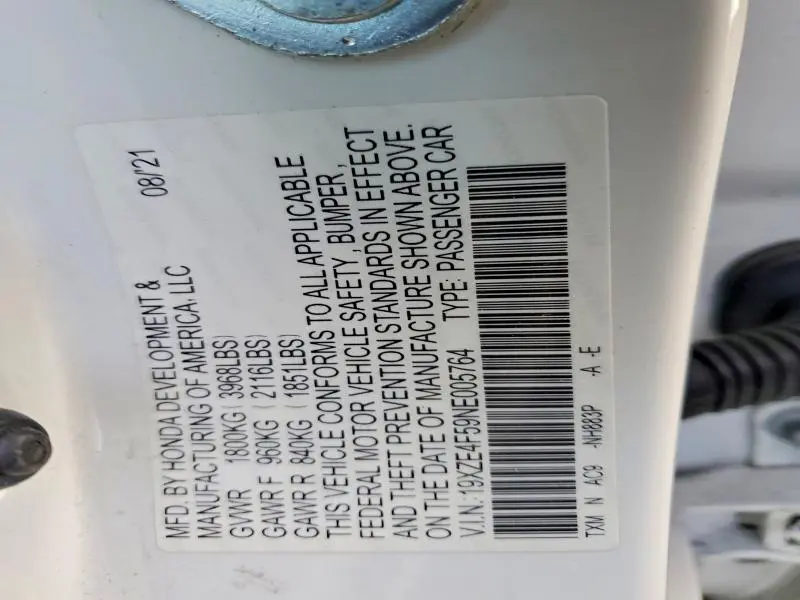 MFD. BY HONDA DEVELOPMENT & 08/'21
MANUFACTURING OF AMERICA, LLC
GVWR 1800KG (3968LBS)
GAWR F 960KG (2116LBS)
GAWR R 840KG (1851LBS)
THIS VEHICLE CONFORMS TO ALL APPLICABLE
FEDERAL MOTOR VEHICLE SAFETY, BUMPER,
AND THEFT PREVENTION STANDARDS IN EFFECT
ON THE DATE OF MANUFACTURE SHOWN ABOVE.
V.I.N: 19XZE4F59NE005764 TYPE: PASSENGER CAR
TXM N AC9 -NH883P -A -E